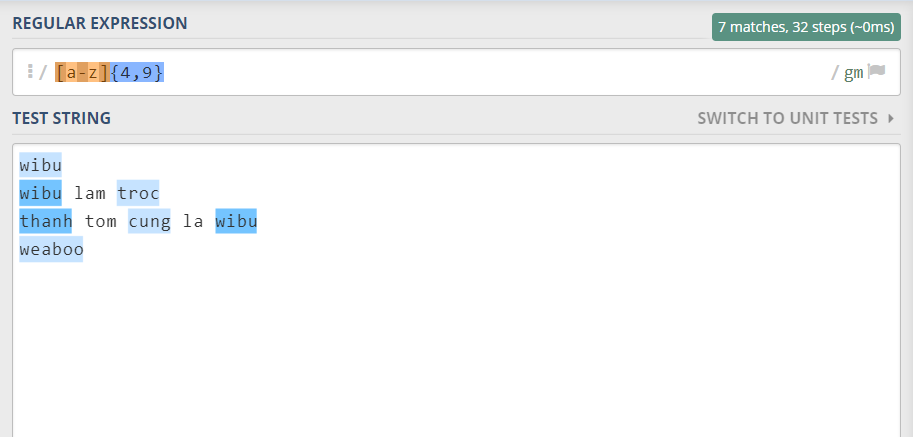 REGULAR EXPRESSION
7 matches, 32 steps (~0ms)
/ [a-z]{4,9} / gm
TEST STRING
SWITCH TO UNIT TESTS
wibu
wibu lam troc
thanh tom cung la wibu
weaboo